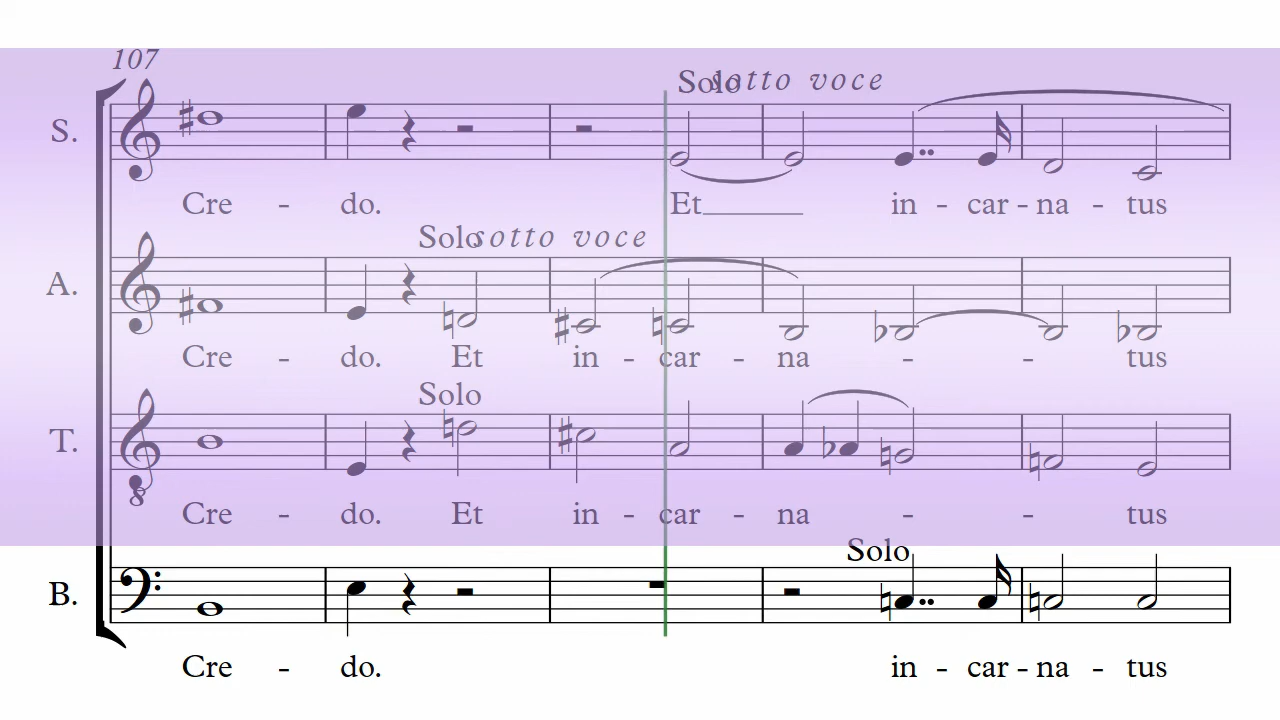 107
Solo sotto voce
S.
Cre - do. Et in - car - na - tus
Solo sotto voce
A.
Cre - do. Et in - car - na - - tus
Solo
T.
8
Cre - do. Et in - car - na - - tus
Solo
B.
Cre - do. in - car - na - tus